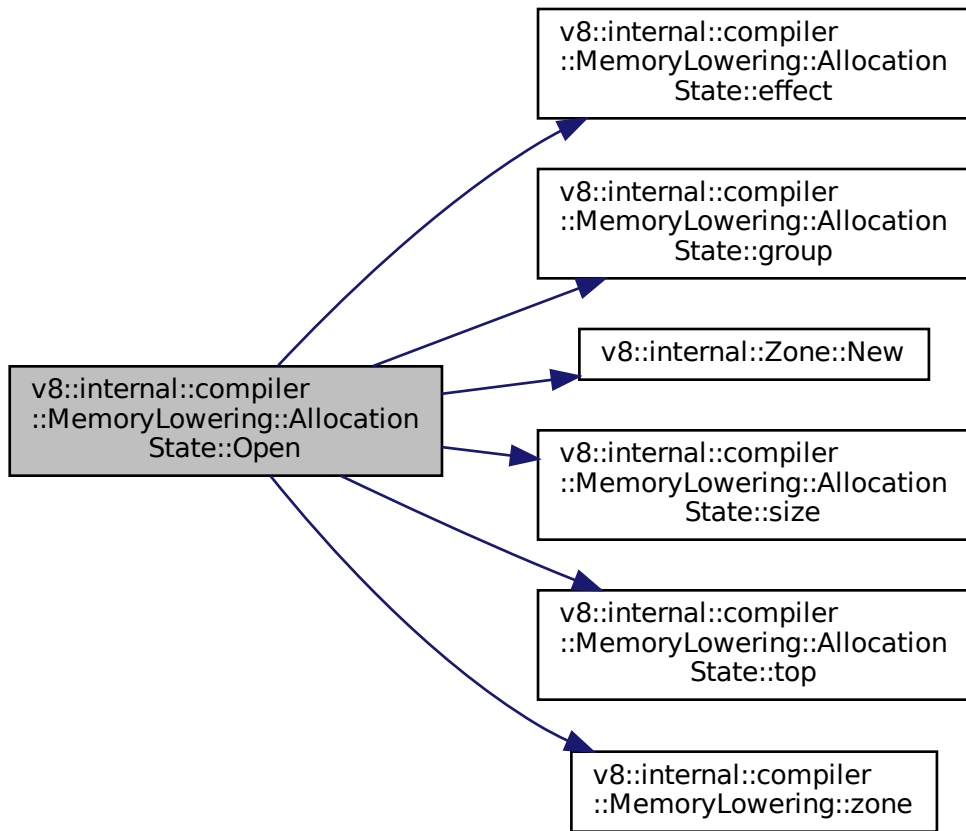 v8::internal::compiler
::MemoryLowering::Allocation
State::effect
v8::internal::compiler
::MemoryLowering::Allocation
State::group
v8::internal::Zone::New
v8::internal::compiler
::MemoryLowering::Allocation
State::Open
v8::internal::compiler
::MemoryLowering::Allocation
State::size
v8::internal::compiler
::MemoryLowering::Allocation
State::top
v8::internal::compiler
::MemoryLowering::zone